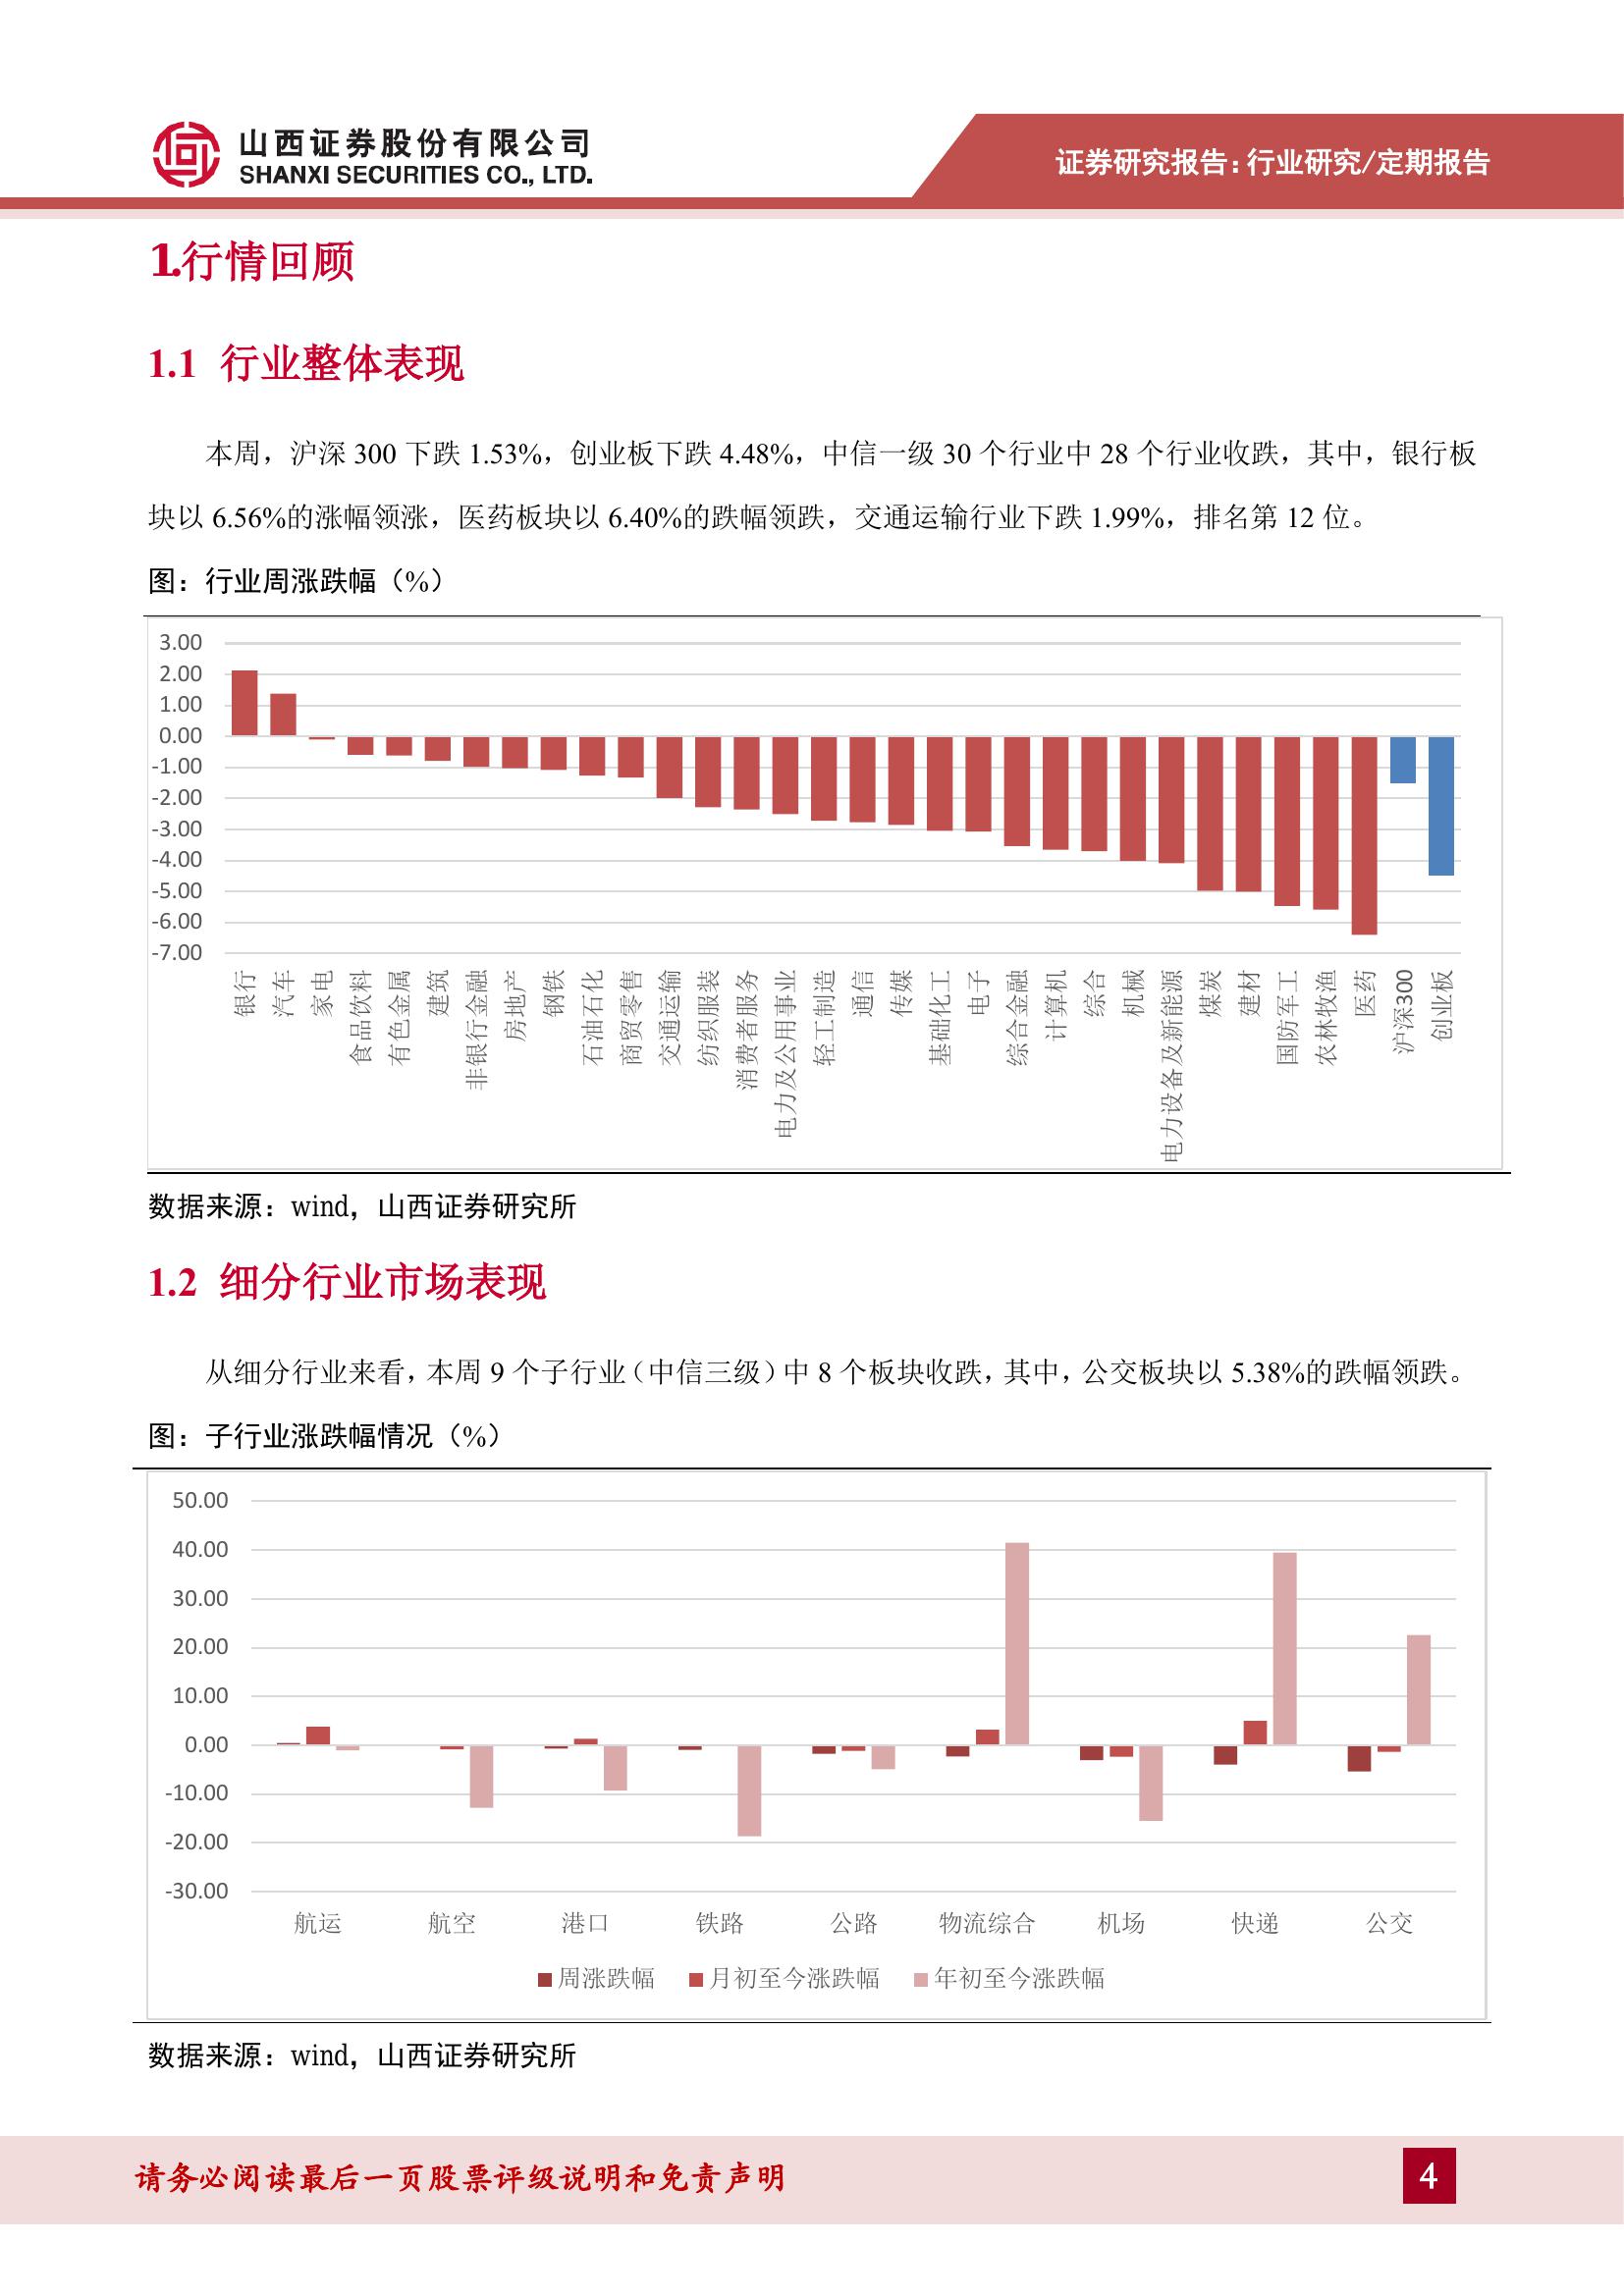 山西证券股份有限公司
SHANXI SECURITIES CO., LTD.
证券研究报告：行业研究/定期报告
1.行情回顾
1.1 行业整体表现
本周，沪深 300 下跌 1.53%，创业板下跌 4.48%，中信一级 30 个行业中 28 个行业收跌，其中，银行板
块以 6.56%的涨幅领涨，医药板块以 6.40%的跌幅领跌，交通运输行业下跌 1.99%，排名第 12 位。
图：行业周涨跌幅（%）
3.00
2.00
1.00
0.00
-1.00
-2.00
-3.00
-4.00
-5.00
-6.00
-7.00
银行
汽车
家电
食品饮料
有色金属
建筑
非银行金融
房地产
钢铁
石油石化
商贸零售
交通运输
纺织服装
消费者服务
电力及公用事业
轻工制造
通信
传媒
基础化工
电子
综合金融
计算机
综合
机械
电力设备及新能源
煤炭
建材
国防军工
农林牧渔
医药
沪深300
创业板
数据来源：wind，山西证券研究所
1.2 细分行业市场表现
从细分行业来看，本周 9 个子行业（中信三级）中 8 个板块收跌，其中，公交板块以 5.38%的跌幅领跌。
图：子行业涨跌幅情况（%）
50.00
40.00
30.00
20.00
10.00
0.00
-10.00
-20.00
-30.00
航运 航空 港口 铁路 公路 物流综合 机场 快递 公交
周涨跌幅 月初至今涨跌幅 年初至今涨跌幅
数据来源：wind，山西证券研究所
请务必阅读最后一页股票评级说明和免责声明
4